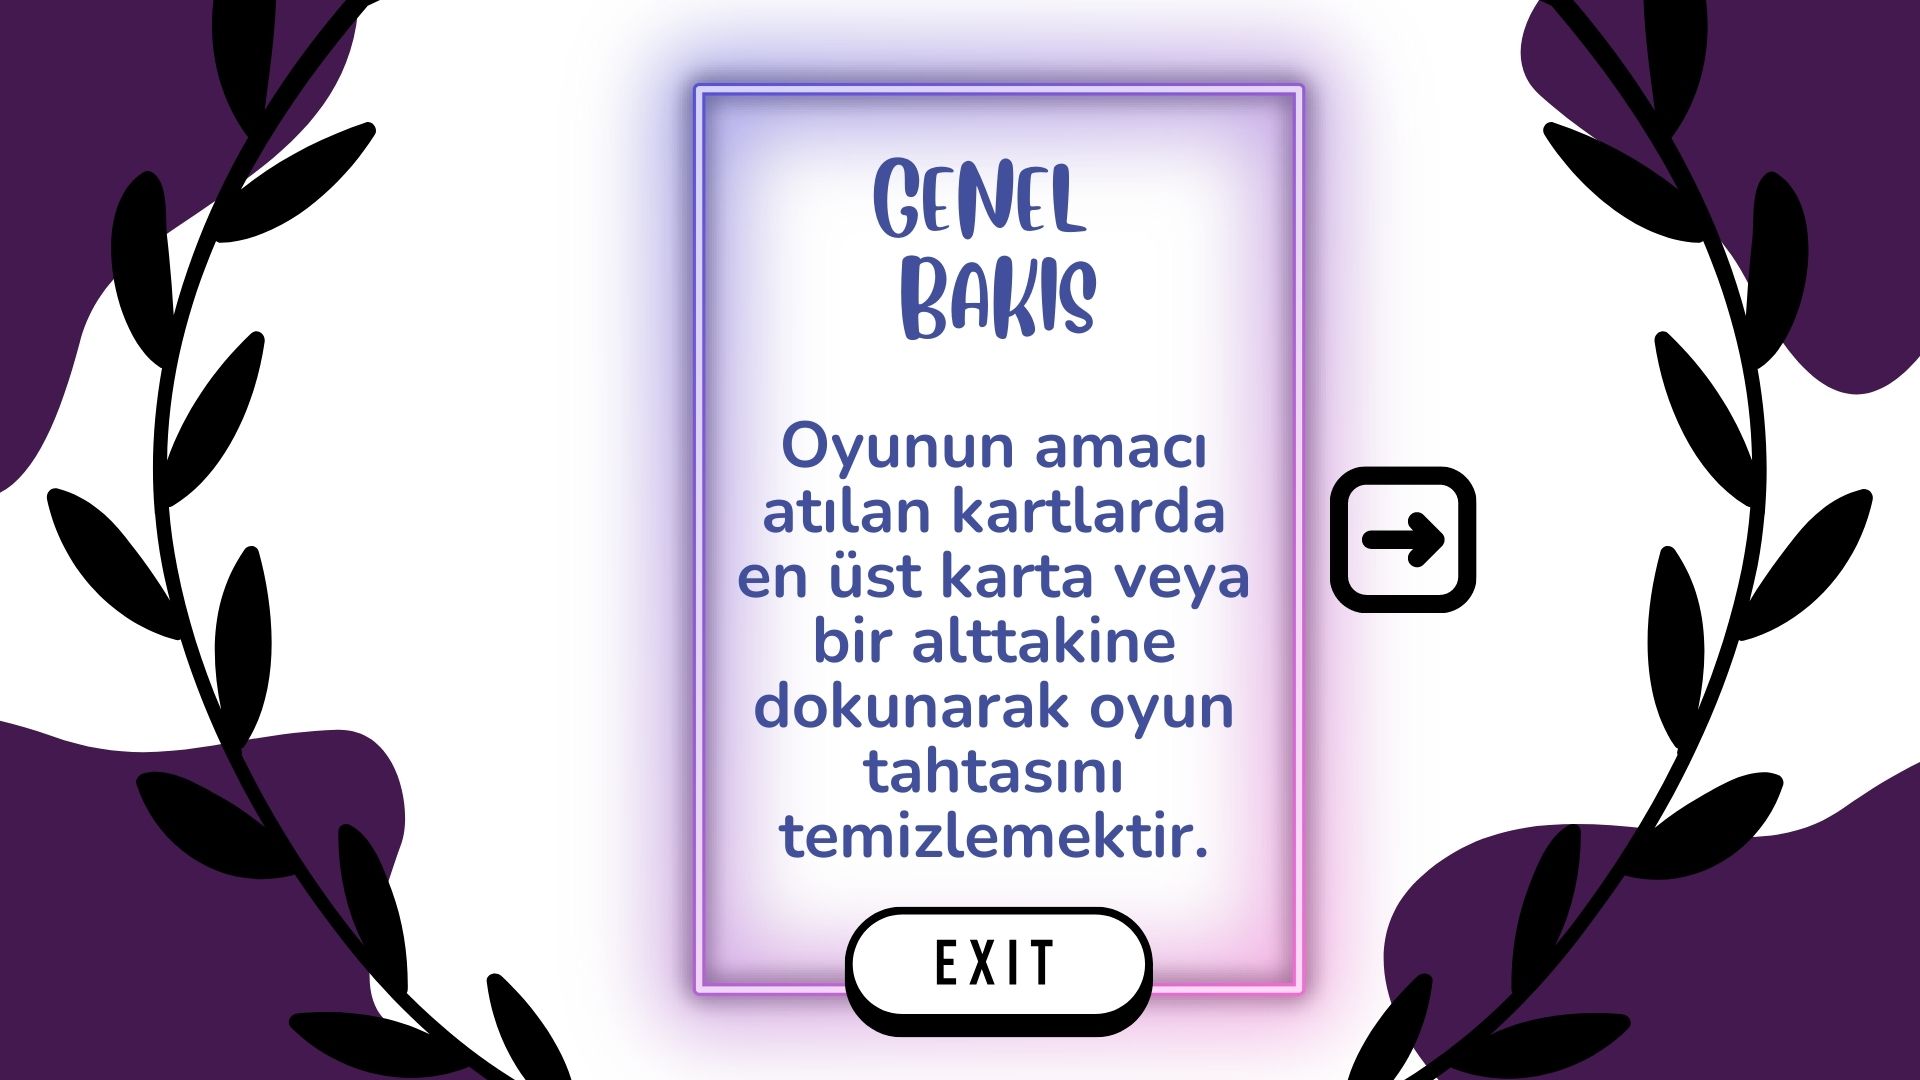 GENEL
BAKIS
Oyunun amacı
atılan kartlarda
en üst karta veya
bir alttakine
dokunarak oyun
tahtasını
temizlemektir.
EXIT